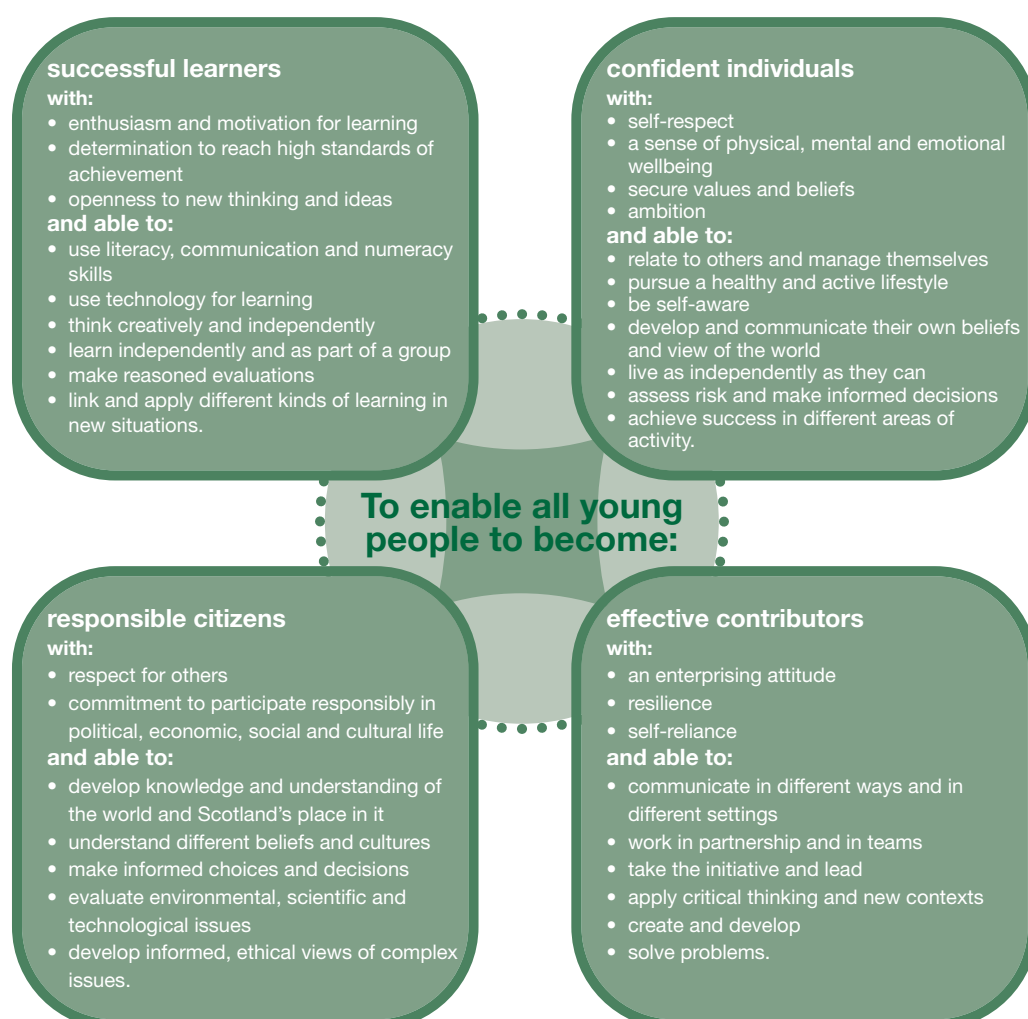 successful learners
with:
• enthusiasm and motivation for learning
• determination to reach high standards of
achievement
• openness to new thinking and ideas
and able to:
• use literacy, communication and numeracy
skills
• use technology for learning
• think creatively and independently
• learn independently and as part of a group
• make reasoned evaluations
• link and apply different kinds of learning in
new situations.
confident individuals
with:
• self-respect
• a sense of physical, mental and emotional
wellbeing
• secure values and beliefs
• ambition
and able to:
• relate to others and manage themselves
• pursue a healthy and active lifestyle
• be self-aware
• develop and communicate their own beliefs
and view of the world
• live as independently as they can
• assess risk and make informed decisions
• achieve success in different areas of
activity.
To enable all young
people to become:
responsible citizens
with:
• respect for others
• commitment to participate responsibly in
political, economic, social and cultural life
and able to:
• develop knowledge and understanding of
the world and Scotland’s place in it
• understand different beliefs and cultures
• make informed choices and decisions
• evaluate environmental, scientific and
technological issues
• develop informed, ethical views of complex
issues.
effective contributors
with:
• an enterprising attitude
• resilience
• self-reliance
and able to:
• communicate in different ways and in
different settings
• work in partnership and in teams
• take the initiative and lead
• apply critical thinking and new contexts
• create and develop
• solve problems.